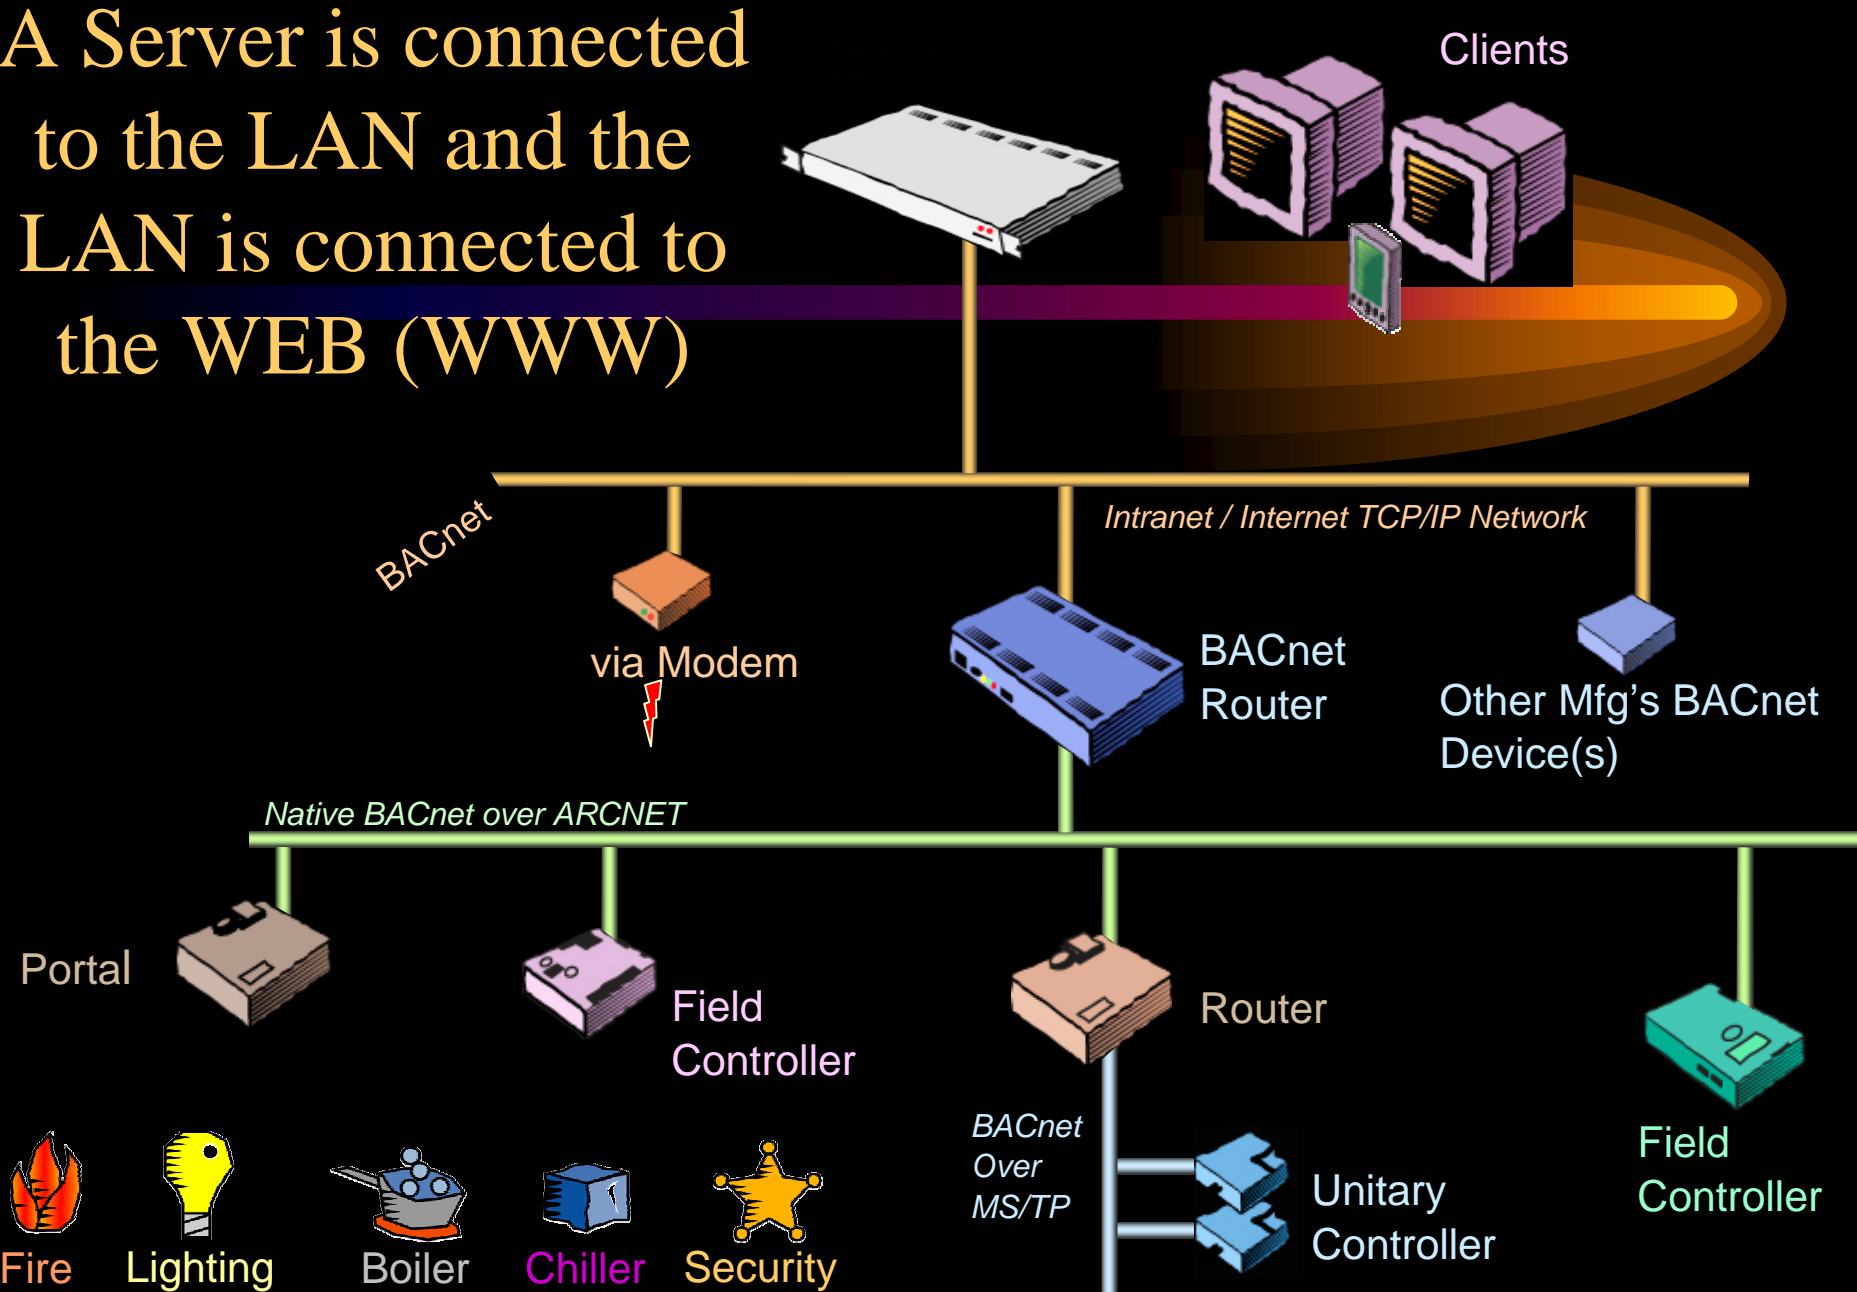 A Server is connected
to the LAN and the
LAN is connected to
the WEB (WWW)
Clients
BACnet
Intranet / Internet TCP/IP Network
via Modem
BACnet
Router
Other Mfg's BACnet
Device(s)
Native BACnet over ARCNET
Portal
Field
Controller
Router
Field
Controller
BACnet
Over
MS/TP
Unitary
Controller
Fire
Lighting
Boiler
Chiller
Security